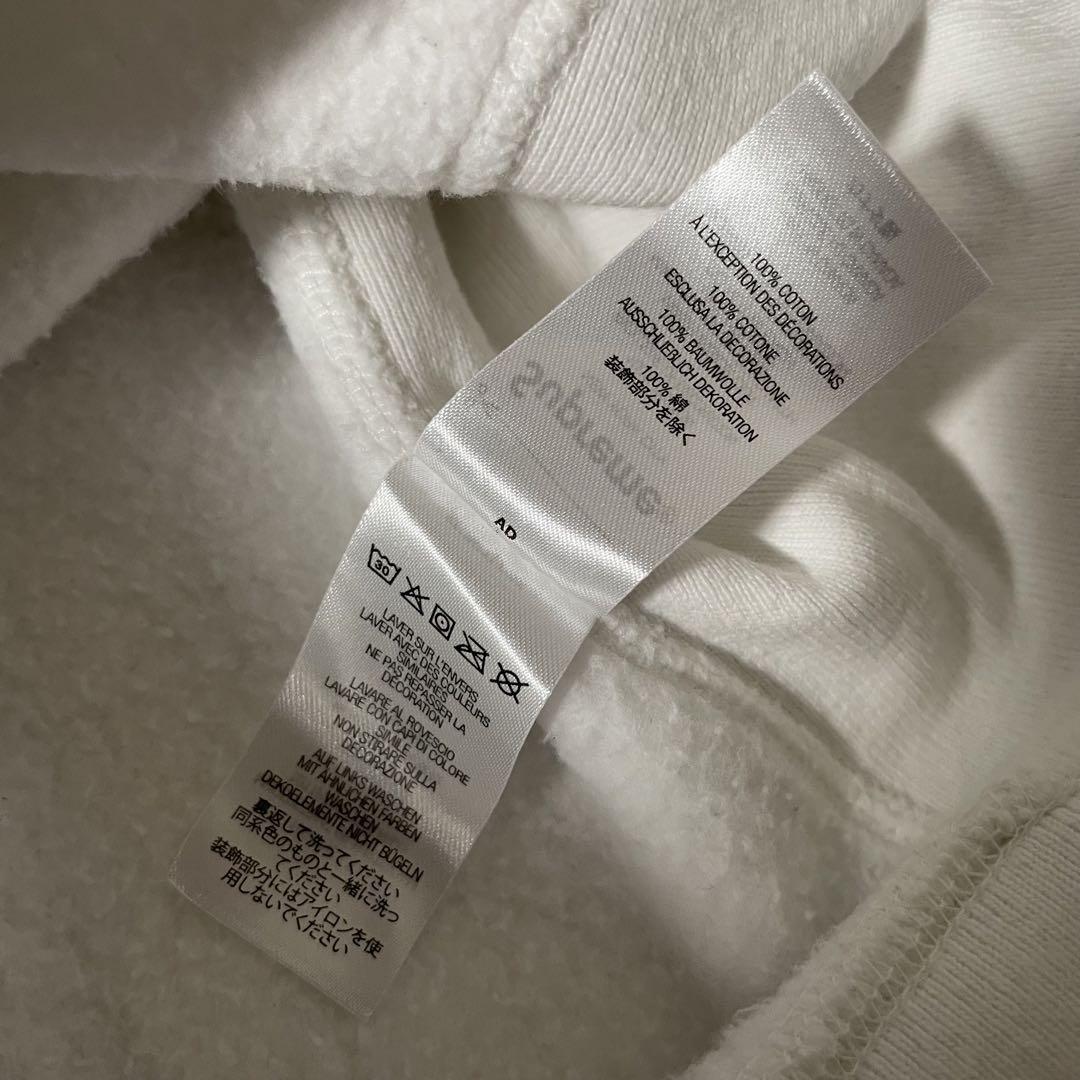 100% COTON
À L'EXCEPTION DES DÉCORATIONS
100% COTONE
ESCLUSA LA DECORAZIONE
100% BAUMWOLLE
AUSSCHLIEßLICH DEKORATION
100% 綿
装飾部分を除く
Supreme
AD
30
LAVER SUR L'ENVERS
LAVER AVEC DES COULEURS
SIMILAIRES
NE PAS REPASSER LA
DÉCORATION
LAVARE AL ROVESCIO
LAVARE CON CAPI DI COLORE
SIMILE
NON STIRARE SULLA
DECORAZIONE
AUF LINKS WASCHEN
MIT ÄHNLICHEN FARBEN
WASCHEN
DEKOELEMENTE NICHT BÜGELN
裏返して洗ってください
同系色のものと一緒に洗っ
てください
装飾部分にはアイロンを使
用しないでください